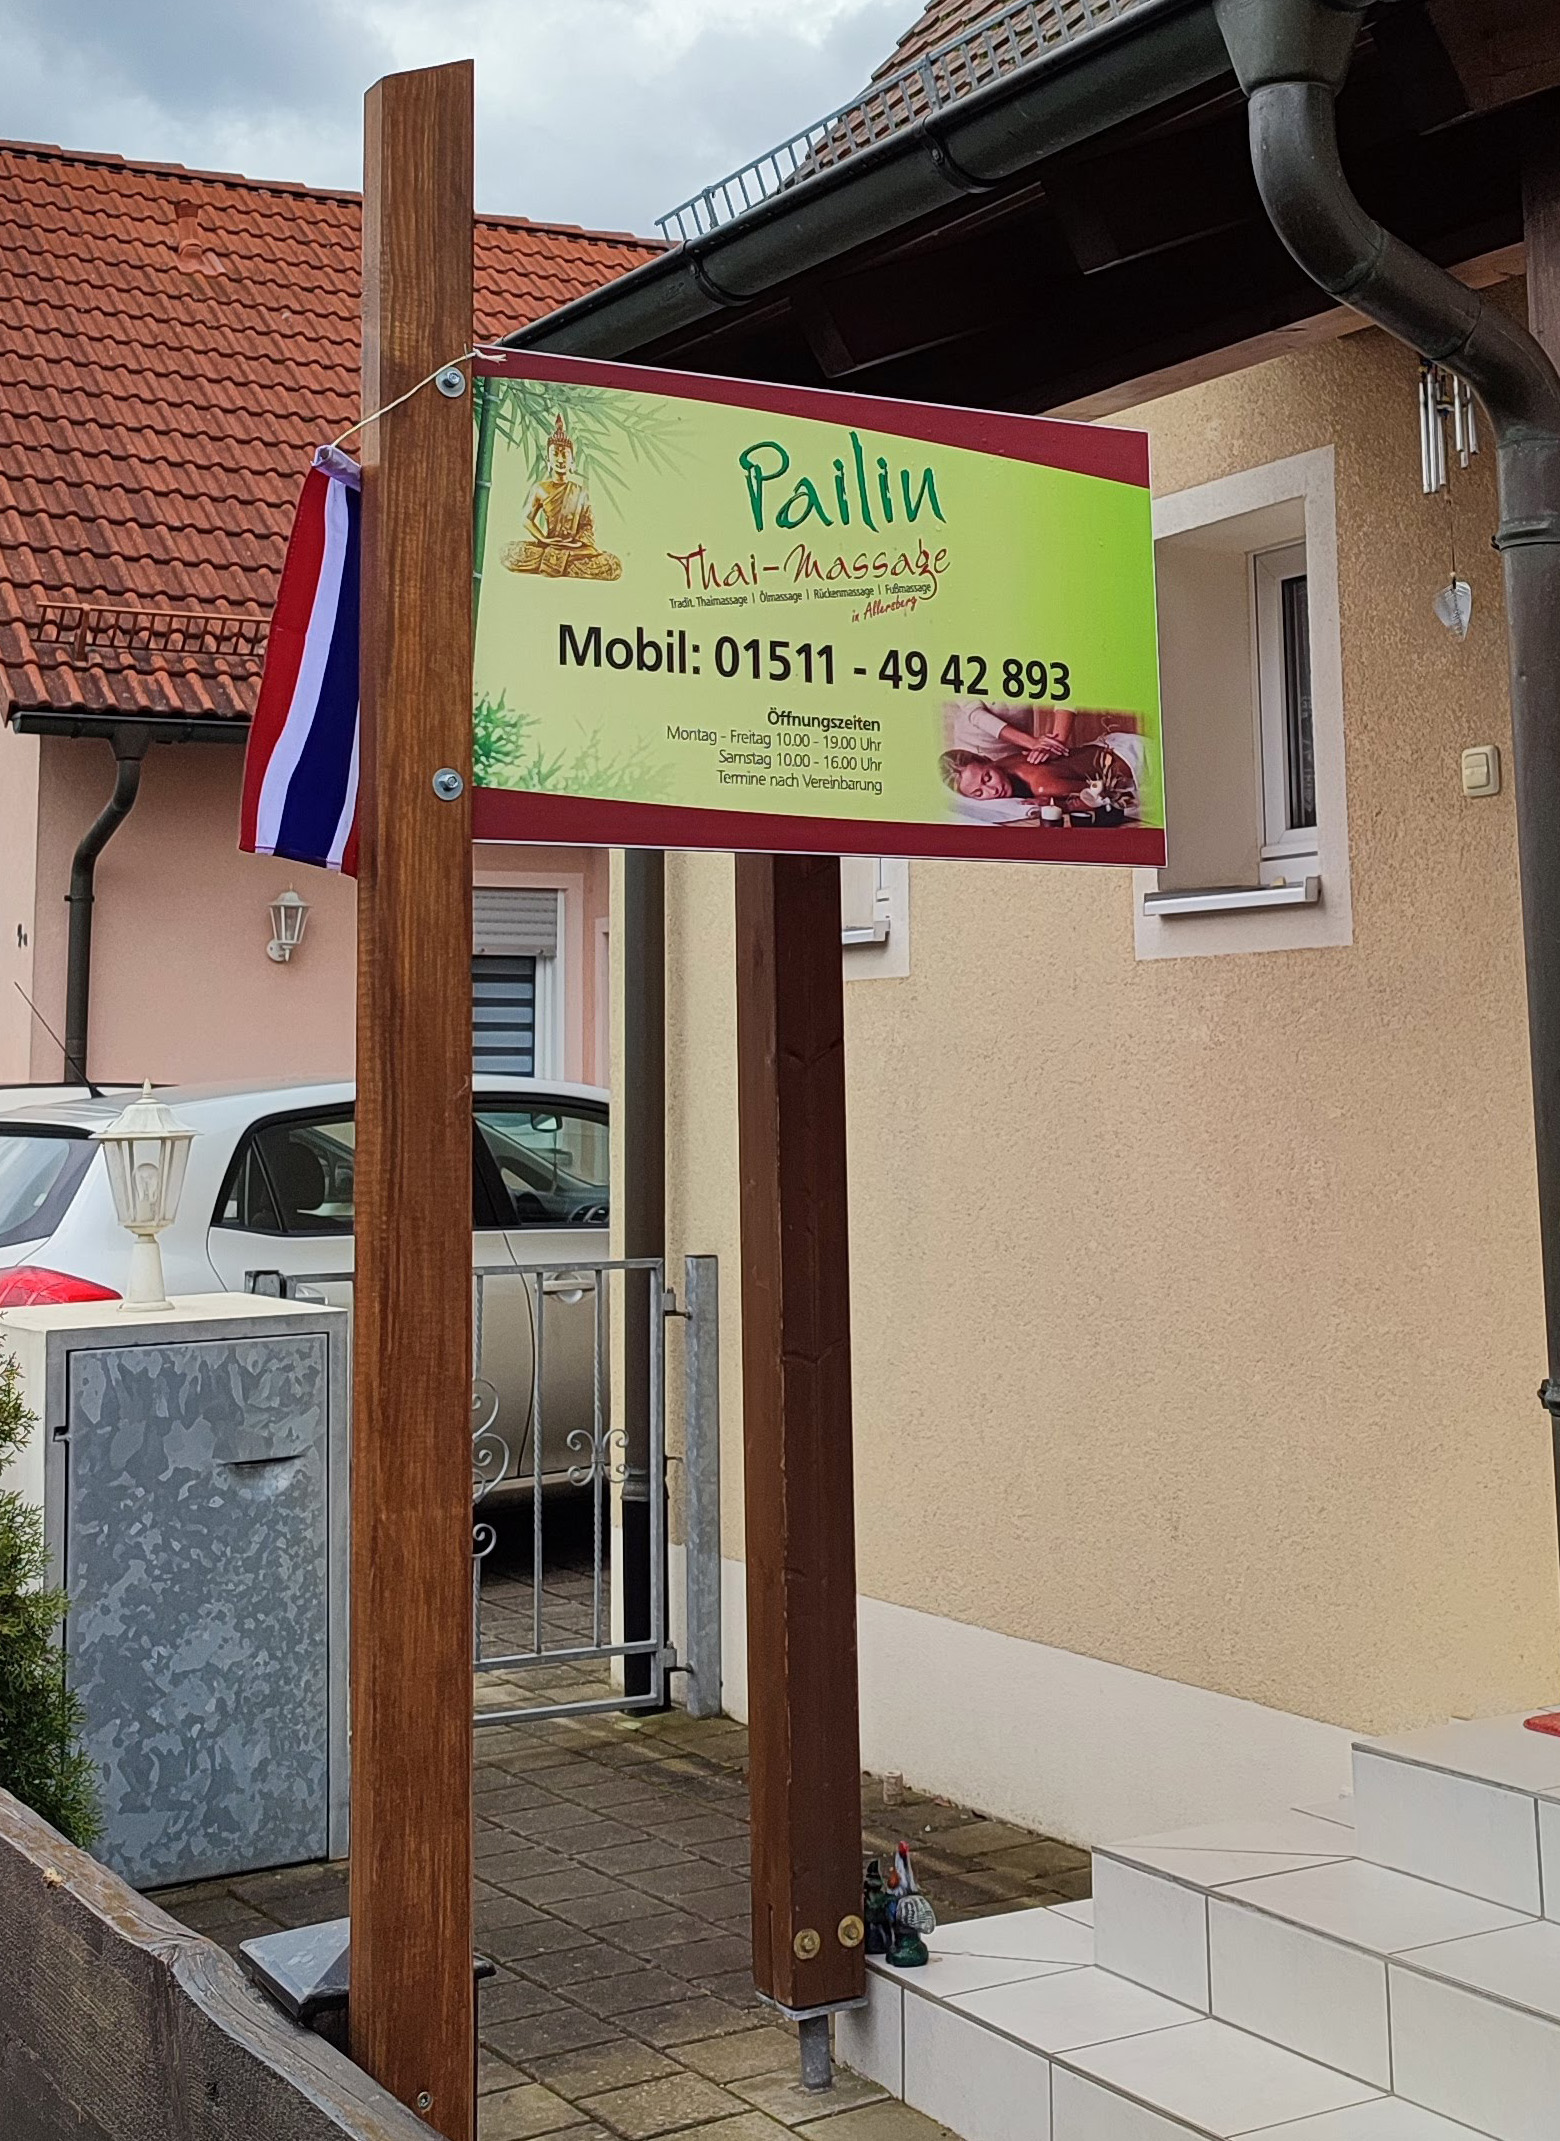 Pailin
Thai-Massage
Tradit. Thaimassage | Ölmassage | Rückenmassage | Fußmassage
in Allersberg
Mobil: 01511 - 49 42 893
Öffnungszeiten
Montag - Freitag 10.00 - 19.00 Uhr
Samstag 10.00 - 16.00 Uhr
Termine nach Vereinbarung